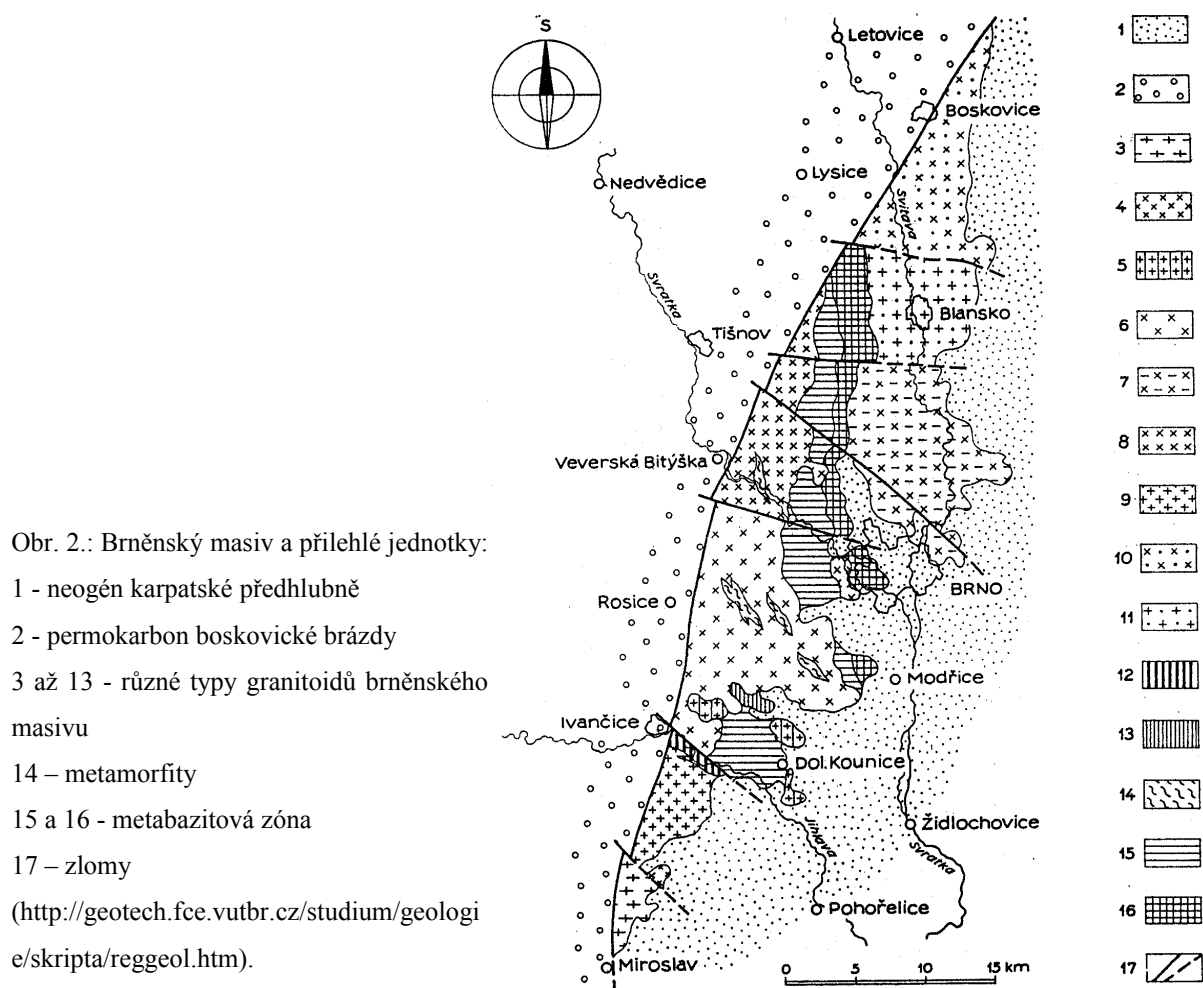 S
Letovice
Boskovice
Nedvědice
Lysice
Svitava
Svratka
Tišnov
Blansko
Veverská Bitýška
BRNO
Rosice
Modřice
Ivančice
Dol. Kounice
Jihlava
Židlochovice
Svratka
Pohořelice
Miroslav
0 5 10 15 km
1
2
3
4
5
6
7
8
9
10
11
12
13
14
15
16
17
Obr. 2.: Brněnský masiv a přilehlé jednotky:
1 - neogén karpatské předhlubně
2 - permokarbon boskovické brázdy
3 až 13 - různé typy granitoidů brněnského
masivu
14 – metamorfity
15 a 16 - metabazitová zóna
17 – zlomy
(http://geotech.fce.vutbr.cz/studium/geologi
e/skripta/reggeol.htm).